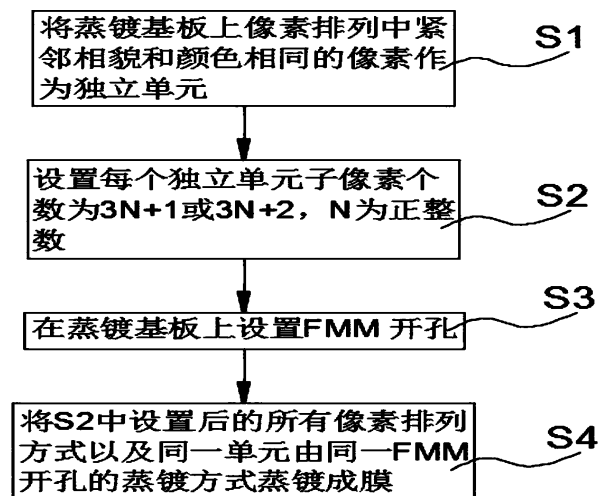 将蒸镀基板上像素排列中紧
邻相貌和颜色相同的像素作
为独立单元
S1
设置每个独立单元子像素个
数为3N+1或3N+2，N为正整
数
S2
在蒸镀基板上设置FMM 开孔
S3
将S2中设置后的所有像素排列
方式以及同一单元由同一FMM
开孔的蒸镀方式蒸镀成膜
S4